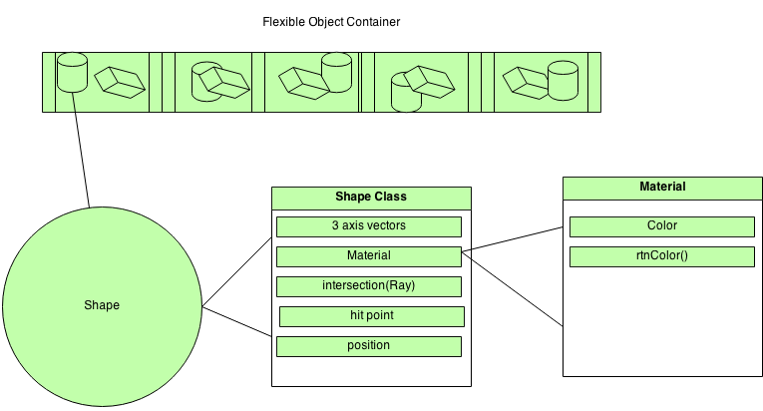 Flexible Object Container
Shape
Shape Class
3 axis vectors
Material
intersection(Ray)
hit point
position
Material
Color
rtnColor()